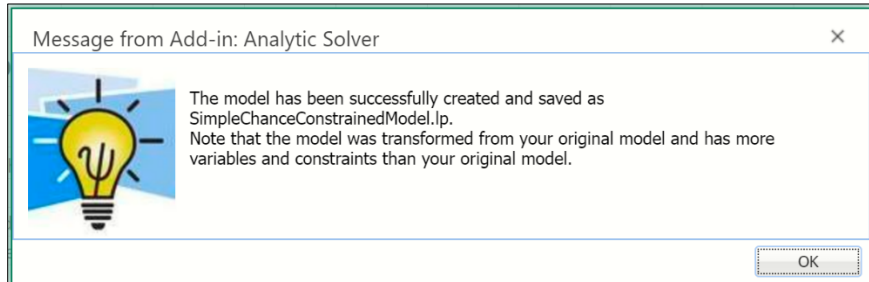 Message from Add-in: Analytic Solver
The model has been successfully created and saved as
SimpleChanceConstrainedModel.lp.
Note that the model was transformed from your original model and has more
variables and constraints than your original model.
ψ
OK